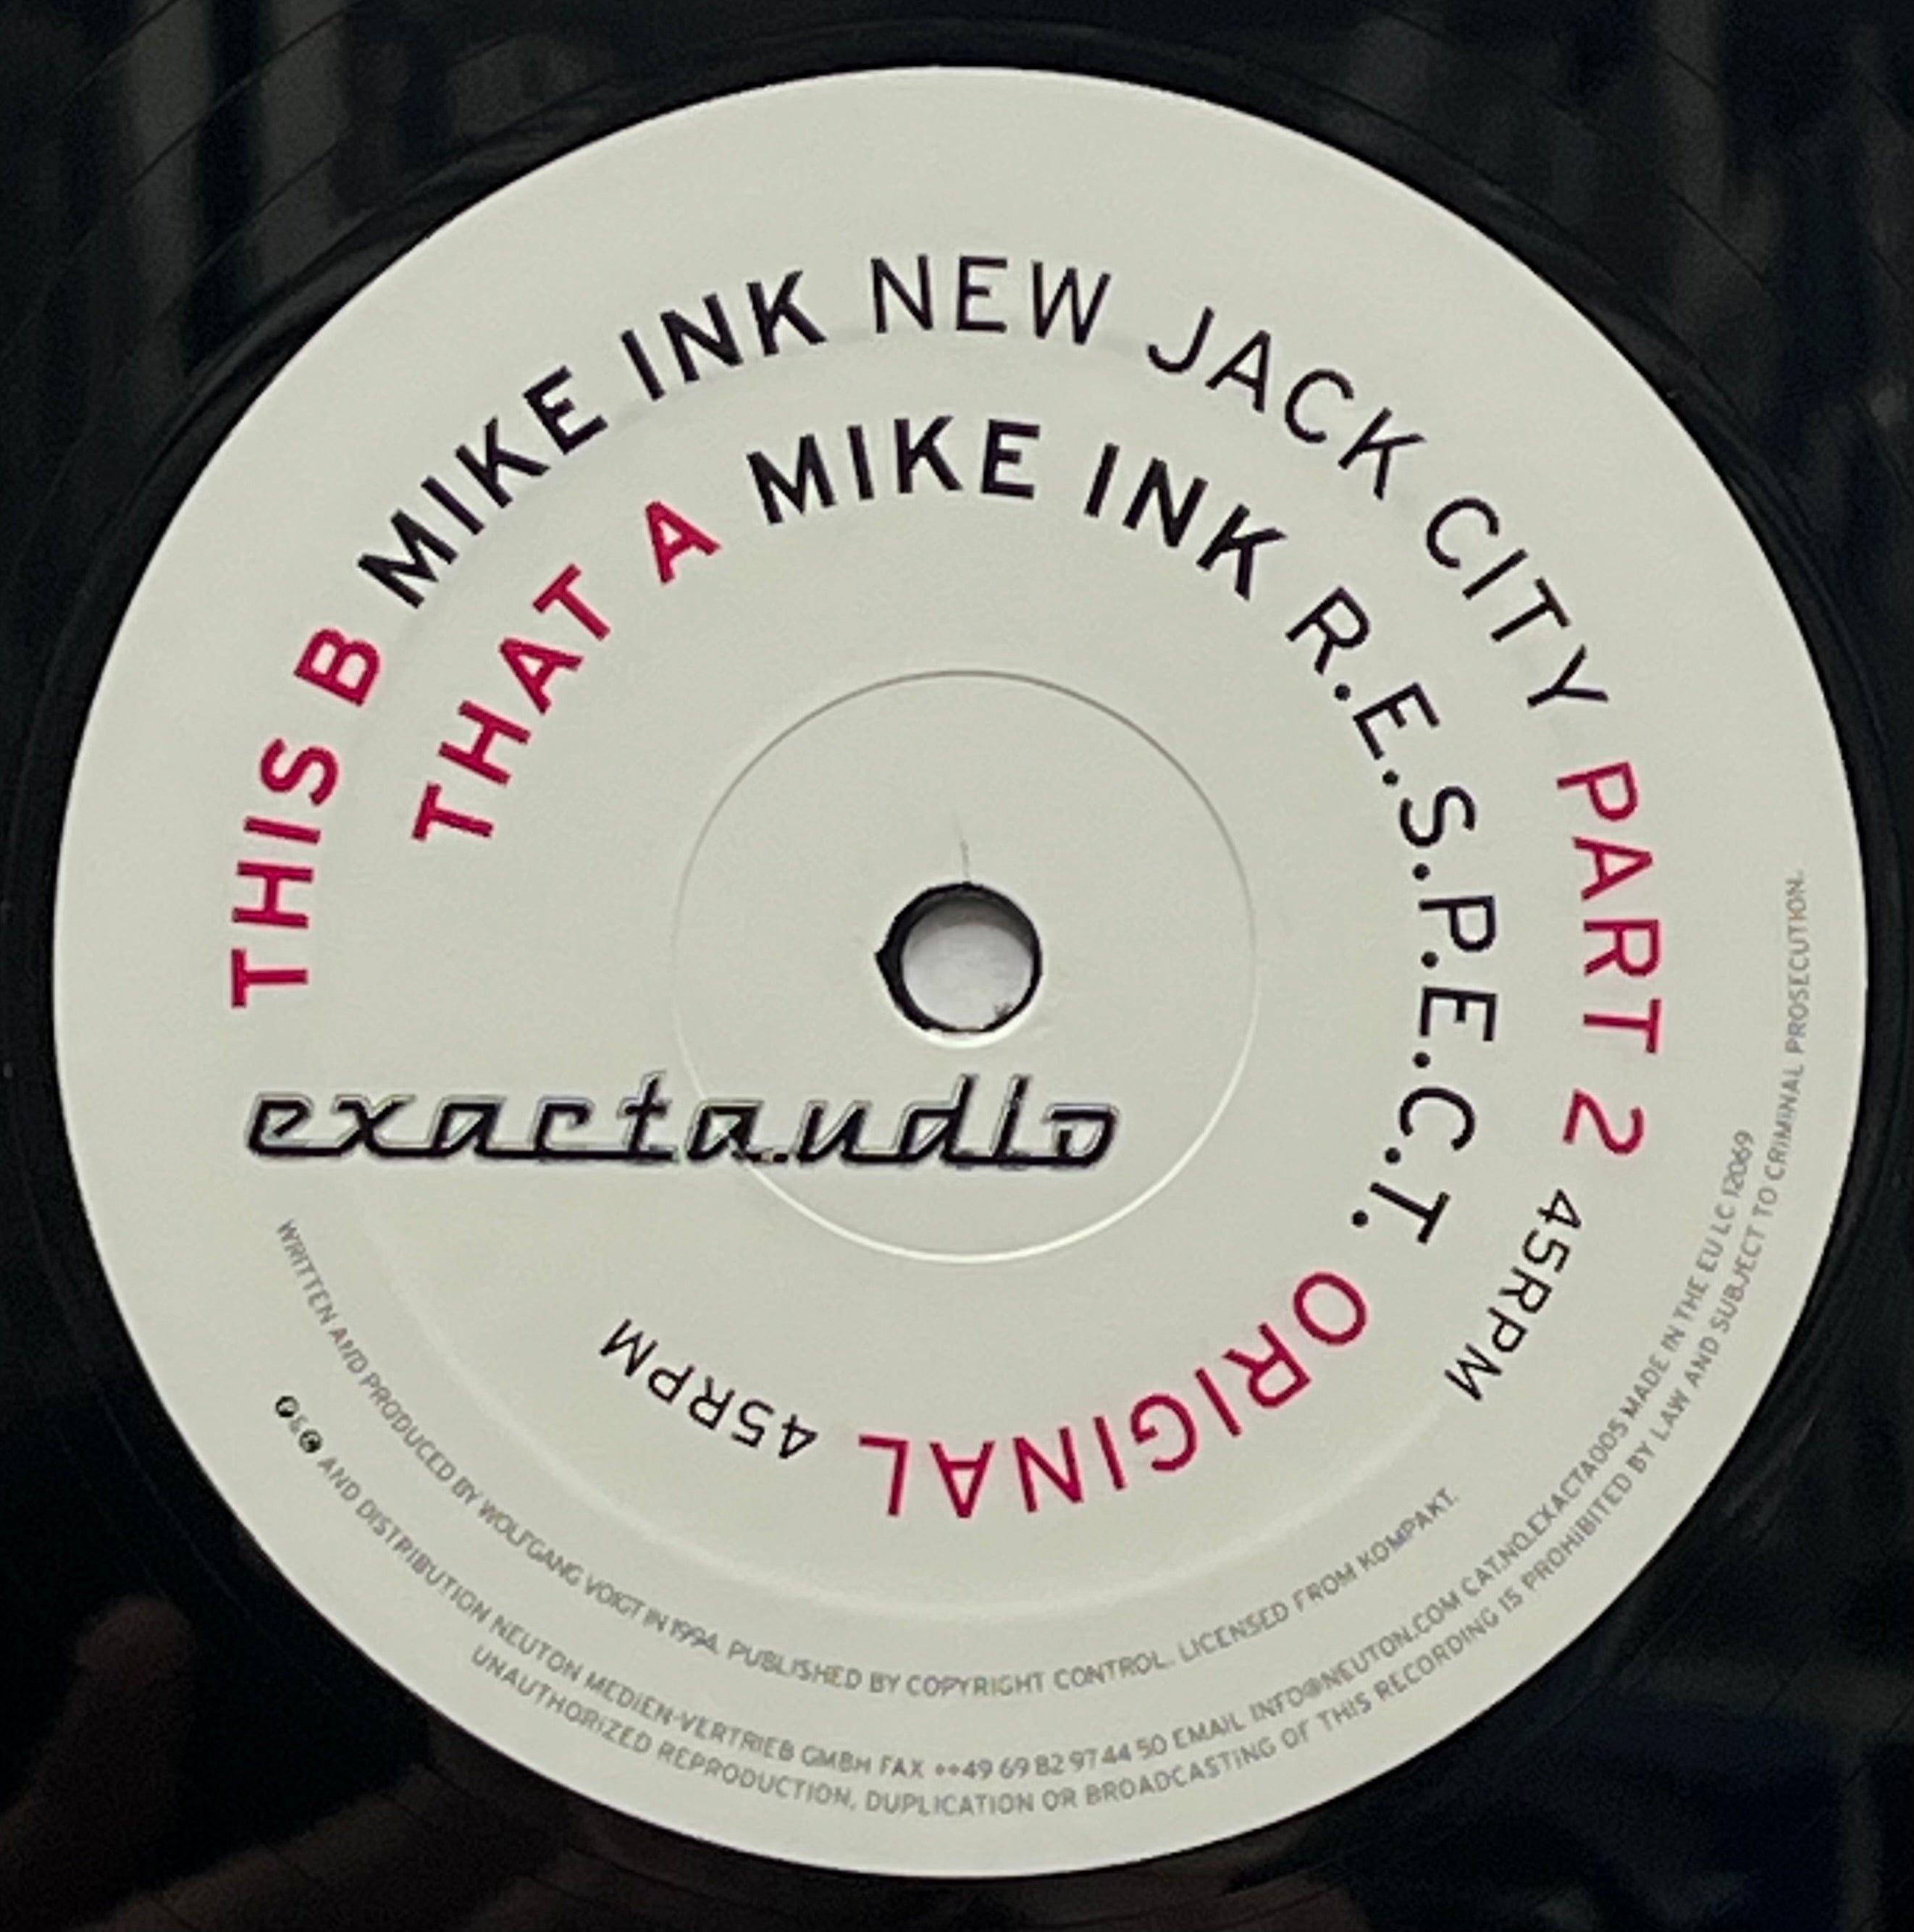 THIS B MIKE INK NEW JACK CITY PART 2 45RPM
THAT A MIKE INK R.E.S.P.E.C.T. ORIGINAL 45RPM
exactaudio
WRITTEN AND PRODUCED BY WOLFGANG VOIGT IN 1994. PUBLISHED BY COPYRIGHT CONTROL. LICENSED FROM KOMPAKT.
Ⓟ&© AND DISTRIBUTION NEUTON MEDIEN-VERTRIEB GMBH FAX ++49 69 82 97 44 50 EMAIL INFO@NEUTON.COM CAT.NO.EXACTA005 MADE IN THE EU LC 12069
UNAUTHORIZED REPRODUCTION, DUPLICATION OR BROADCASTING OF THIS RECORDING IS PROHIBITED BY LAW AND SUBJECT TO CRIMINAL PROSECUTION.